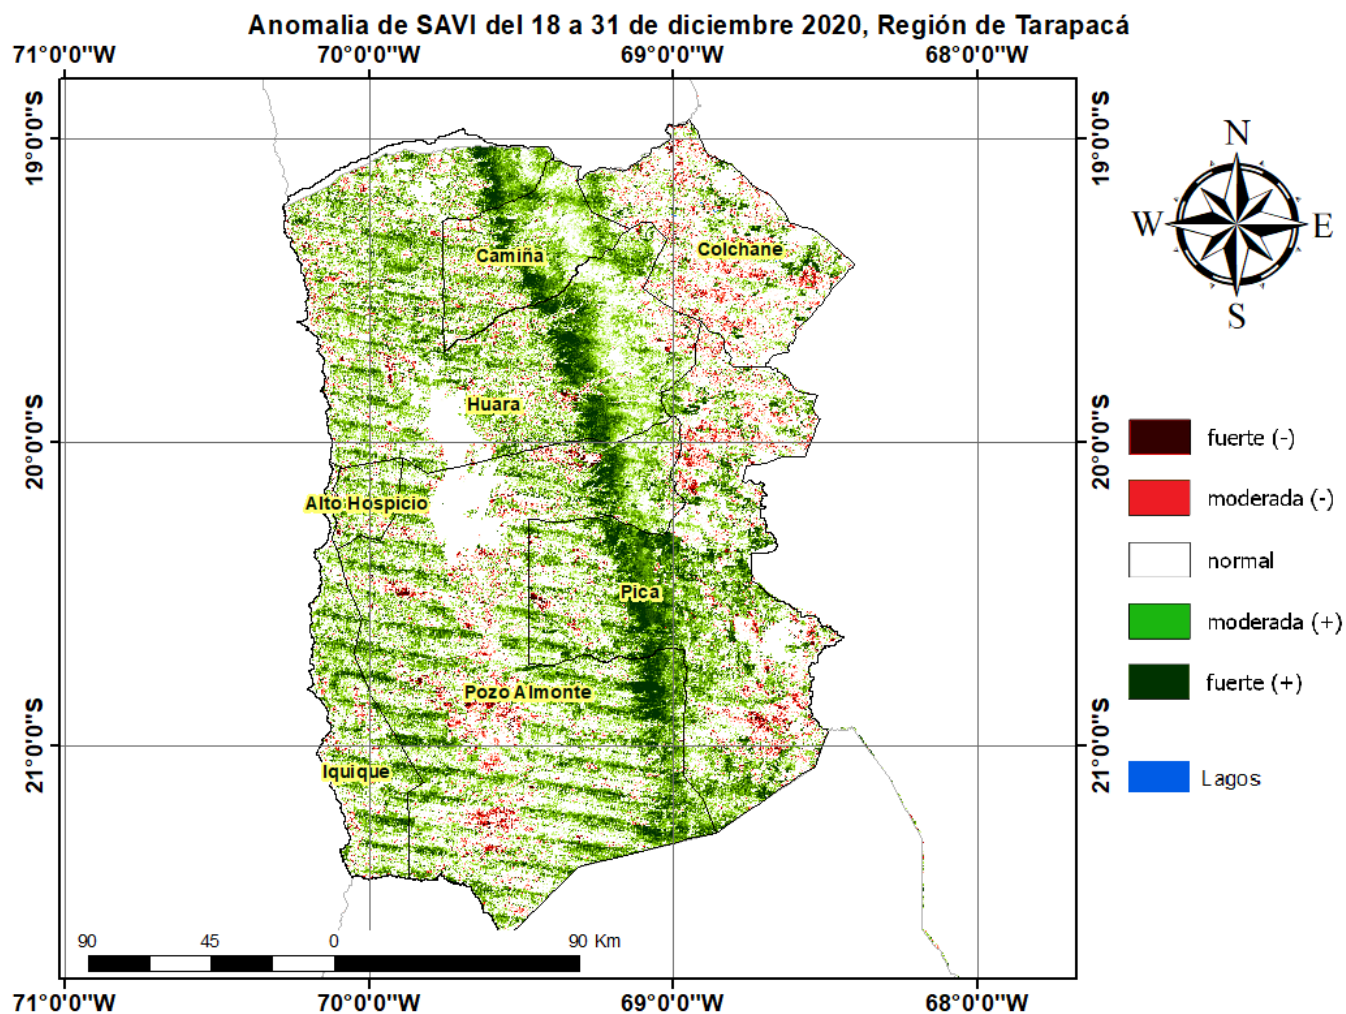 Anomalia de SAVI del 18 a 31 de diciembre 2020, Región de Tarapacá
71°0'0"W 70°0'0"W 69°0'0"W 68°0'0"W
19°0'0"S
19°0'0"S
N
W E
S
Camiña
Colchane
Huara
20°0'0"S
20°0'0"S
fuerte (-)
moderada (-)
normal
moderada (+)
fuerte (+)
Lagos
Alto Hospicio
Pica
Pozo Almonte
21°0'0"S
21°0'0"S
Iquique
90 45 0 90 Km
71°0'0"W 70°0'0"W 69°0'0"W 68°0'0"W